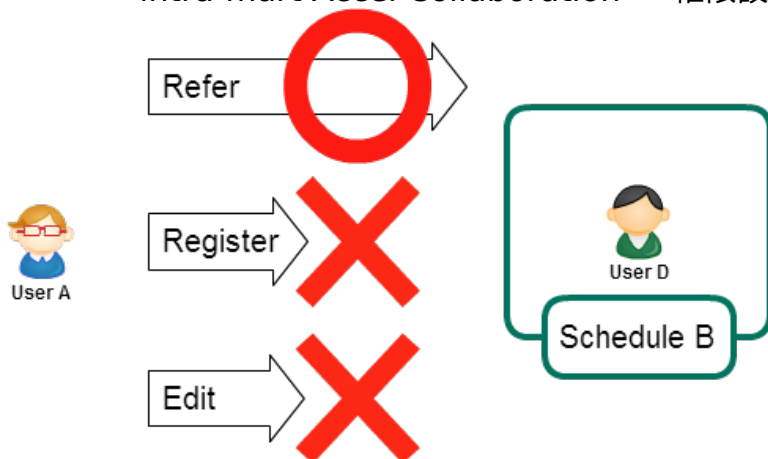 Refer
Register
User A
User D
Schedule B
Edit